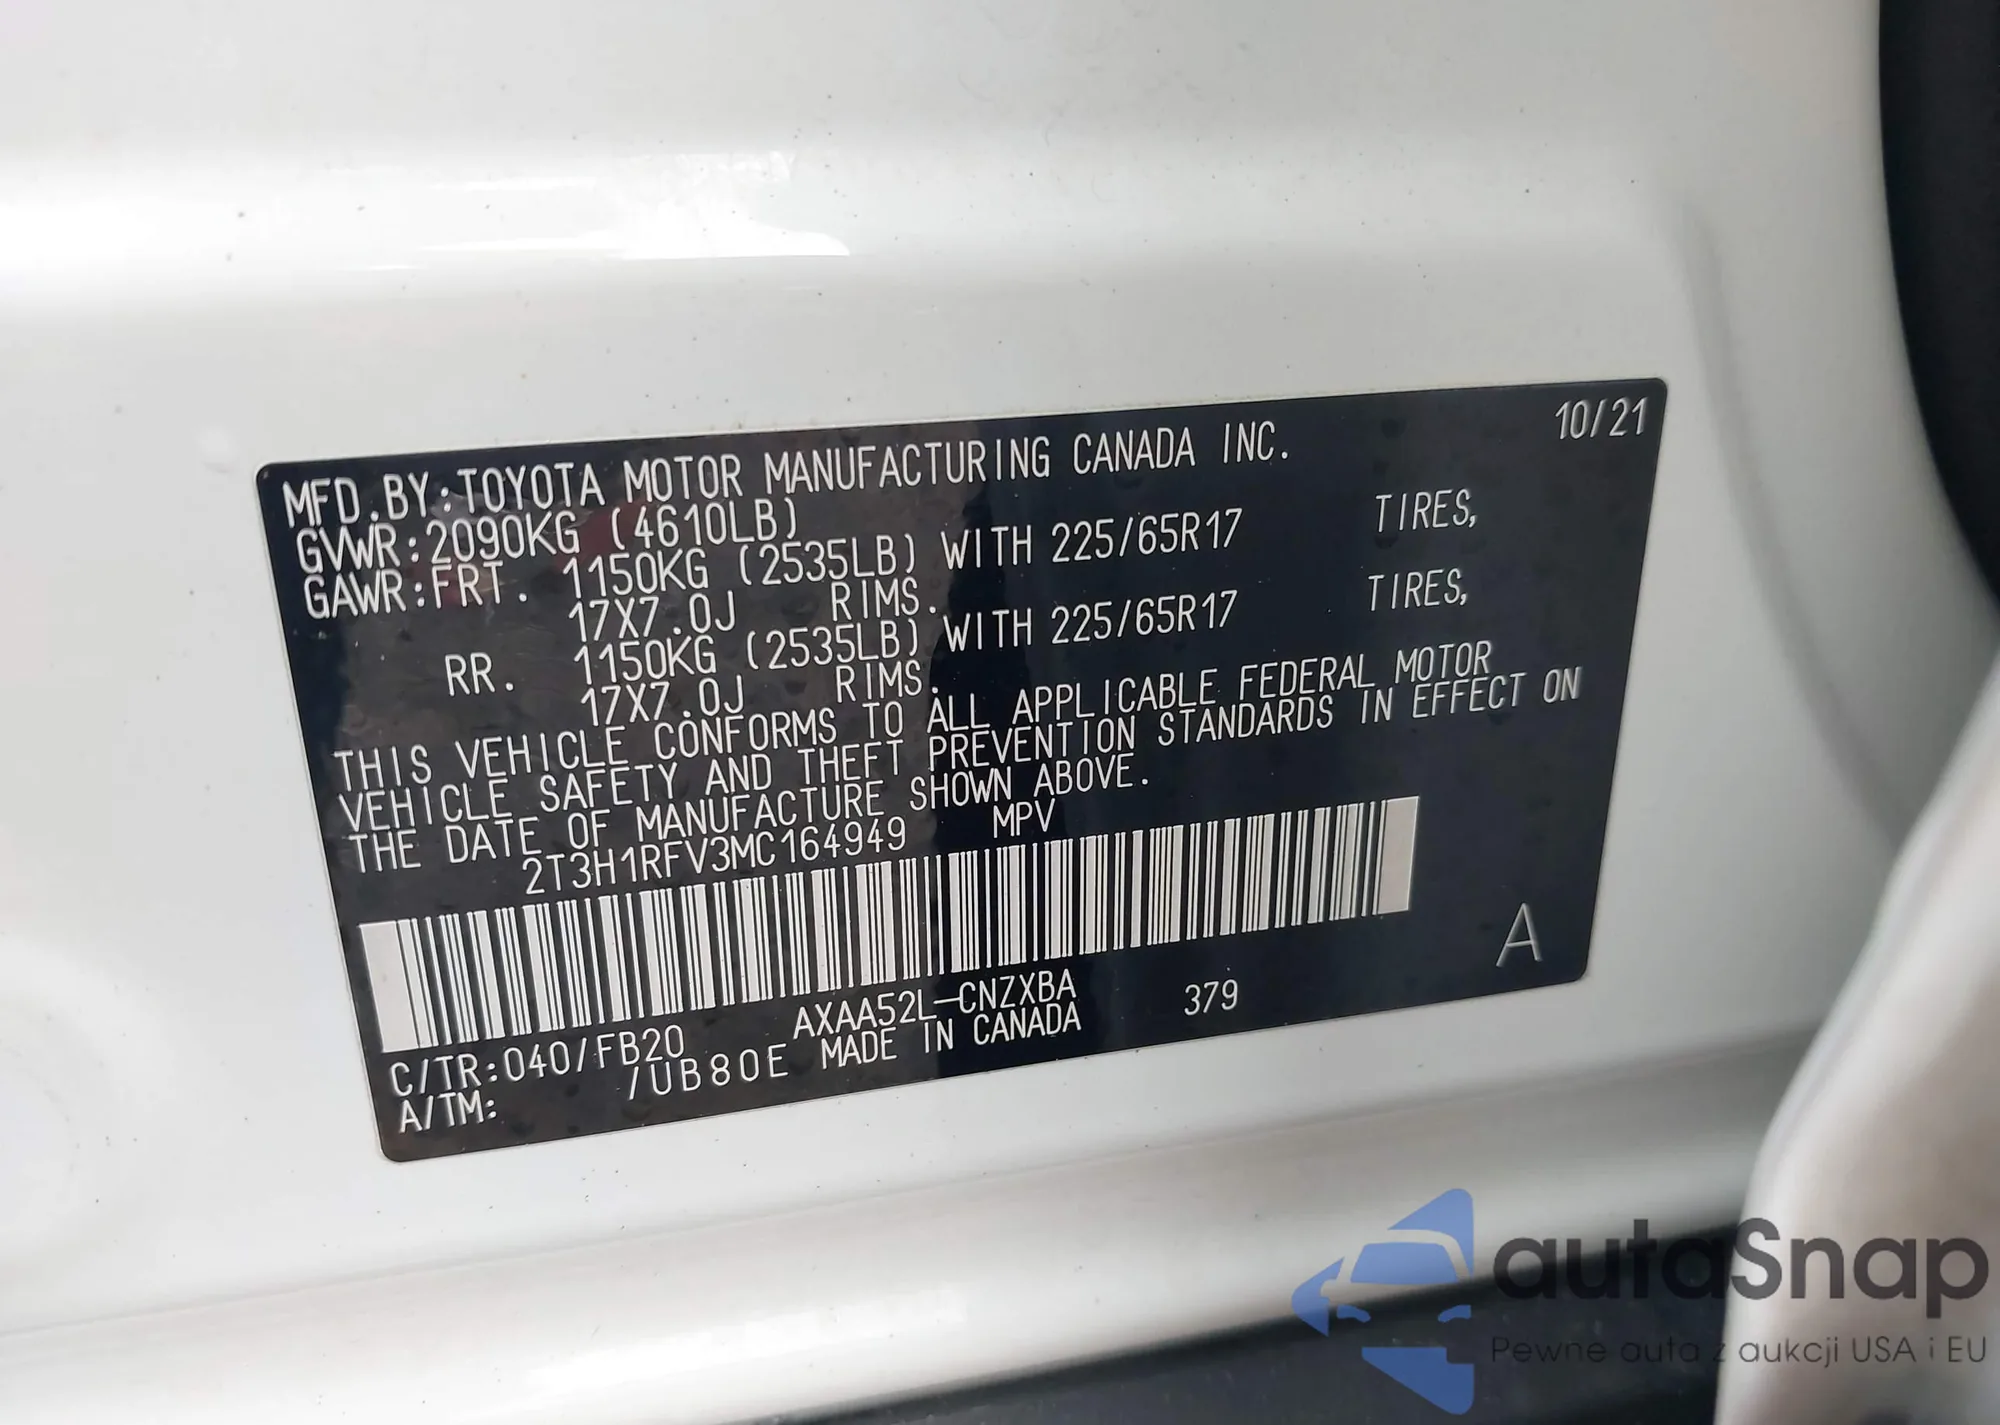 10/21
MFD.BY:TOYOTA MOTOR MANUFACTURING CANADA INC.
GVWR:2090KG (4610LB)
GAWR:FRT. 1150KG (2535LB) WITH 225/65R17 TIRES,
17X7.0J RIMS.
RR. 1150KG (2535LB) WITH 225/65R17 TIRES,
17X7.0J RIMS.
THIS VEHICLE CONFORMS TO ALL APPLICABLE FEDERAL MOTOR
VEHICLE SAFETY AND THEFT PREVENTION STANDARDS IN EFFECT ON
THE DATE OF MANUFACTURE SHOWN ABOVE.
2T3H1RFV3MC164949 MPV
A
C/TR:040/FB20 AXAA52L-CNZXBA 379
A/TM: /UB80E MADE IN CANADA
autaSnap
Pewne auta z aukcji USA i EU